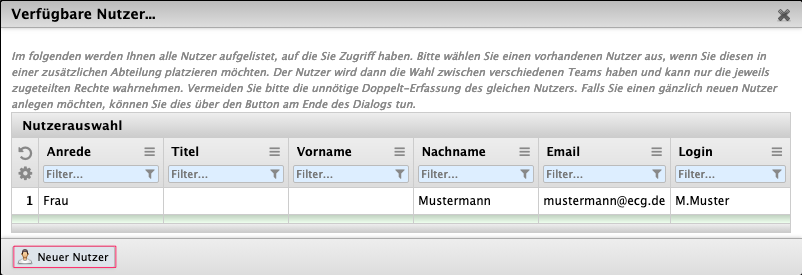 Verfügbare Nutzer...
Im folgenden werden Ihnen alle Nutzer aufgelistet, auf die Sie Zugriff haben. Bitte wählen Sie einen vorhandenen Nutzer aus, wenn Sie diesen in
einer zusätzlichen Abteilung platzieren möchten. Der Nutzer wird dann die Wahl zwischen verschiedenen Teams haben und kann nur die jeweils
zugeteilten Rechte wahrnehmen. Vermeiden Sie bitte die unnötige Doppelt-Erfassung des gleichen Nutzers. Falls Sie einen gänzlich neuen Nutzer
anlegen möchten, können Sie dies über den Button am Ende des Dialogs tun.
Nutzerauswahl
Anrede Titel Vorname Nachname Email Login
Filter... Filter... Filter... Filter... Filter... Filter...
1 Frau Mustermann mustermann@ecg.de M.Muster
Neuer Nutzer